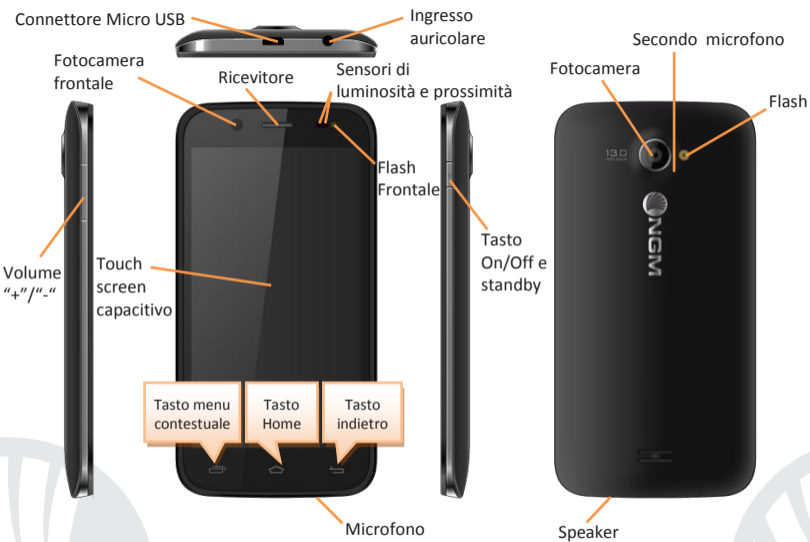 Connettore Micro USB
Ingresso
auricolare
Fotocamera
frontale
Ricevitore
Sensori di
luminosità e prossimità
Secondo microfono
Fotocamera
Flash
Flash
Frontale
13.0
Volume
“+”/“-“
Touch
screen
capacitivo
Tasto
On/Off e
standby
NGM
Tasto menu
contestuale
Tasto
Home
Tasto
indietro
Microfono
Speaker